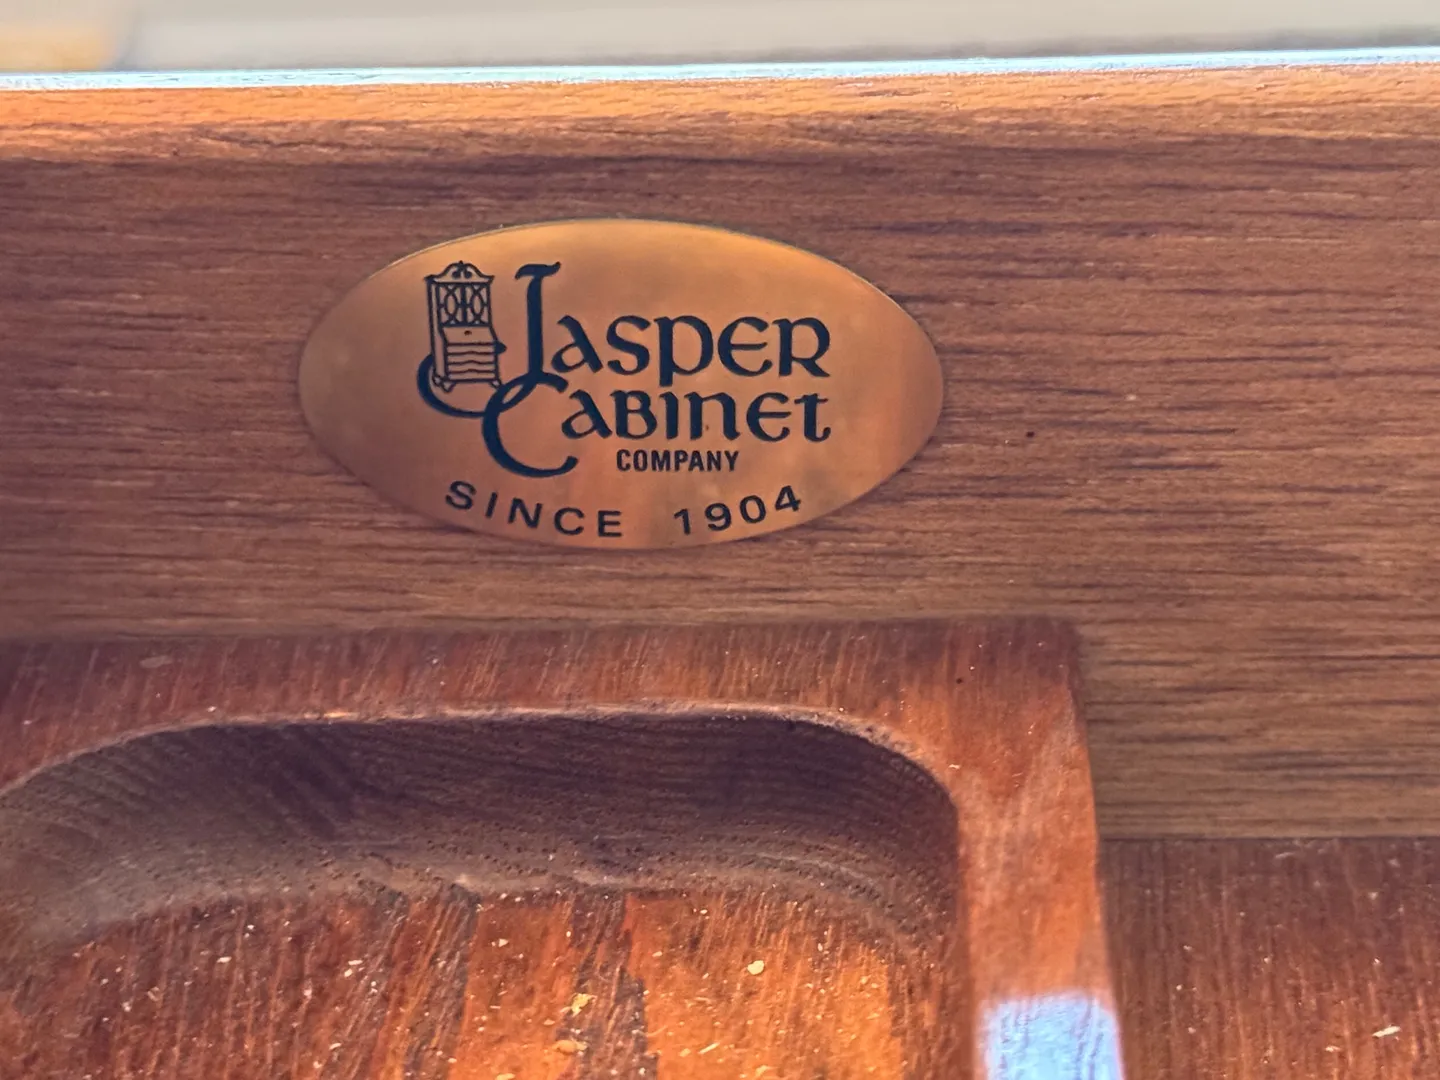 Jasper
Cabinet
COMPANY
SINCE 1904